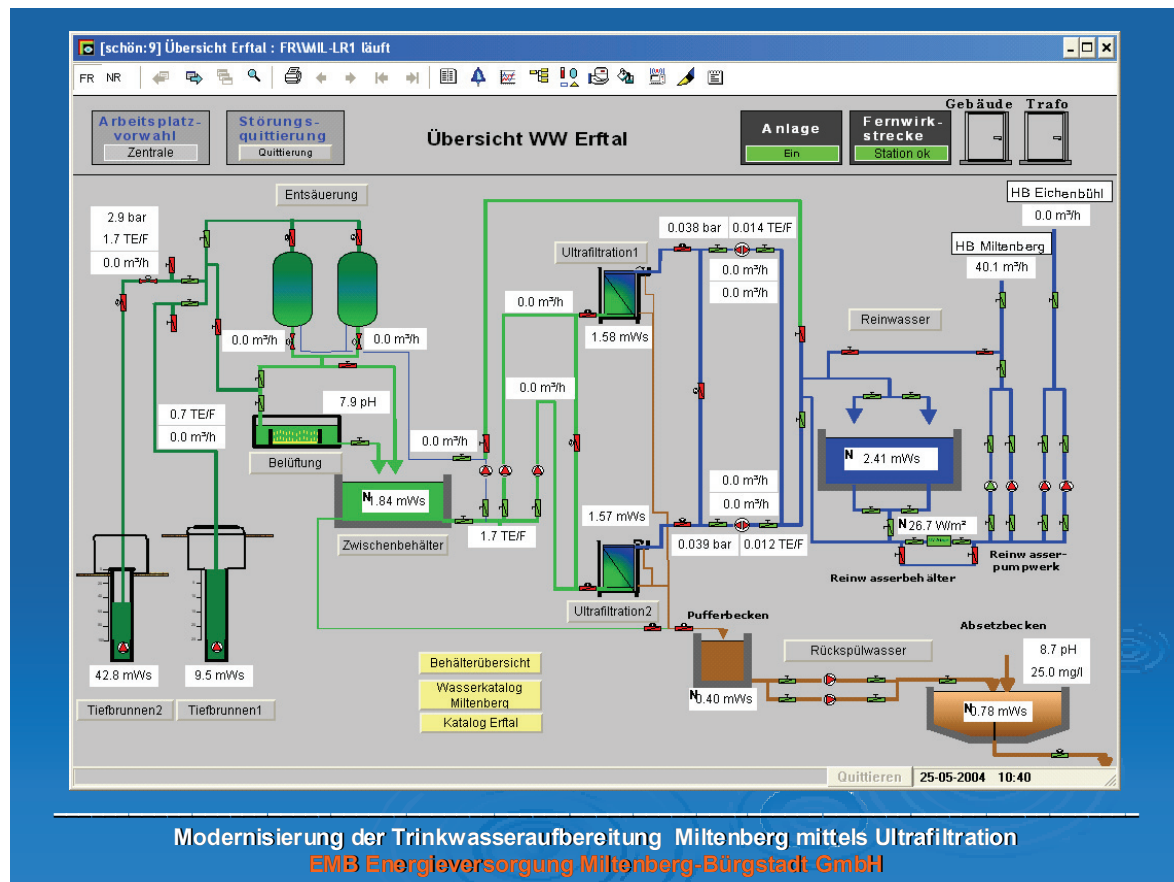 [schön:9] Übersicht Erftal : FR\\MIL-LR1 läuft
FR NR
Arbeitsplatz-
vorwahl
Zentrale
Störungs-
quittierung
Quittierung
Übersicht WW Erftal
Anlage
Ein
Fernwirk-
strecke
Station ok
Gebäude Trafo
Entsäuerung
HB Eichenbühl
0.0 m³/h
HB Miltenberg
40.1 m³/h
2.9 bar
1.7 TE/F
0.0 m³/h
0.038 bar 0.014 TE/F
Ultrafiltration1
0.0 m³/h
0.0 m³/h
0.0 m³/h
1.58 mWs
Reinwasser
0.0 m³/h
0.0 m³/h
0.0 m³/h
7.9 pH
0.7 TE/F
0.0 m³/h
0.0 m³/h
Belüftung
N 2.41 mWs
0.0 m³/h
0.0 m³/h
N 1.84 mWs
1.57 mWs
1.7 TE/F
Zwischenbehälter
0.039 bar 0.012 TE/F
N 26.7 W/m²
Reinwasser-
pumpwerk
Reinwasserbehälter
Ultrafiltration2
Pufferbecken
Absetzbecken
Rückspülwasser
8.7 pH
25.0 mg/l
42.8 mWs
9.5 mWs
N 0.40 mWs
N 0.78 mWs
Tiefbrunnen2
Tiefbrunnen1
Behälterübersicht
Wasserkatalog
Miltenberg
Katalog Erftal
Quittieren 25-05-2004 10:40
Modernisierung der Trinkwasseraufbereitung Miltenberg mittels Ultrafiltration
EMB Energieversorgung Miltenberg-Bürgstadt GmbH